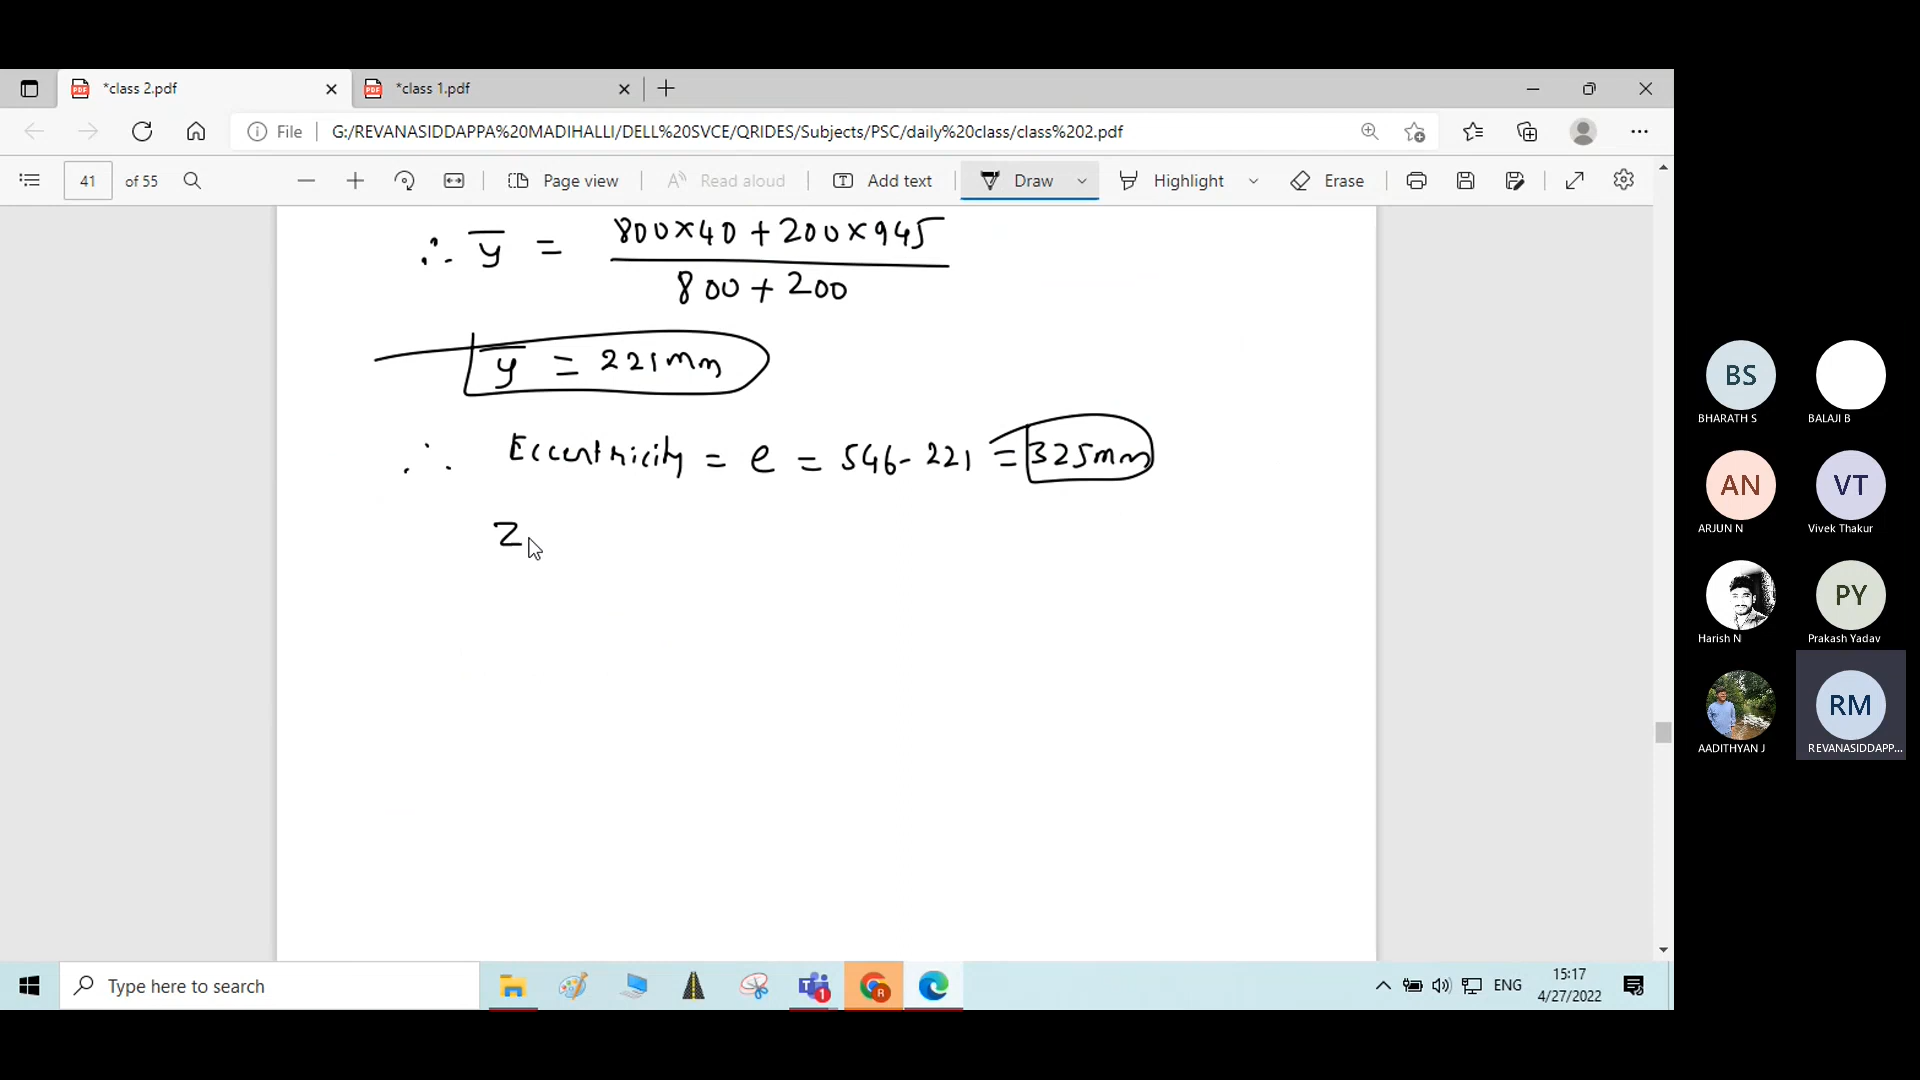 *class 2.pdf
*class 1.pdf
File
G:/REVANASIDDAPPA%20MADIHALLI/DELL%20SVCE/QRIDES/Subjects/PSC/daily%20class/class%202.pdf
41 of 55
Page view
Read aloud
Add text
Draw
Highlight
Erase
∴ y̅ = (800×40 + 200×945) / (800 + 200)
y̅ = 221mm
∴ Eccentricity = e = 546 - 221 = 325mm
Z
BS
BHARATH S
BALAJI B
AN
ARJUN N
VT
Vivek Thakur
Harish N
PY
Prakash Yadav
AADITHYAN J
RM
REVANASIDDAPP...
Type here to search
1
R
ENG
15:17
4/27/2022